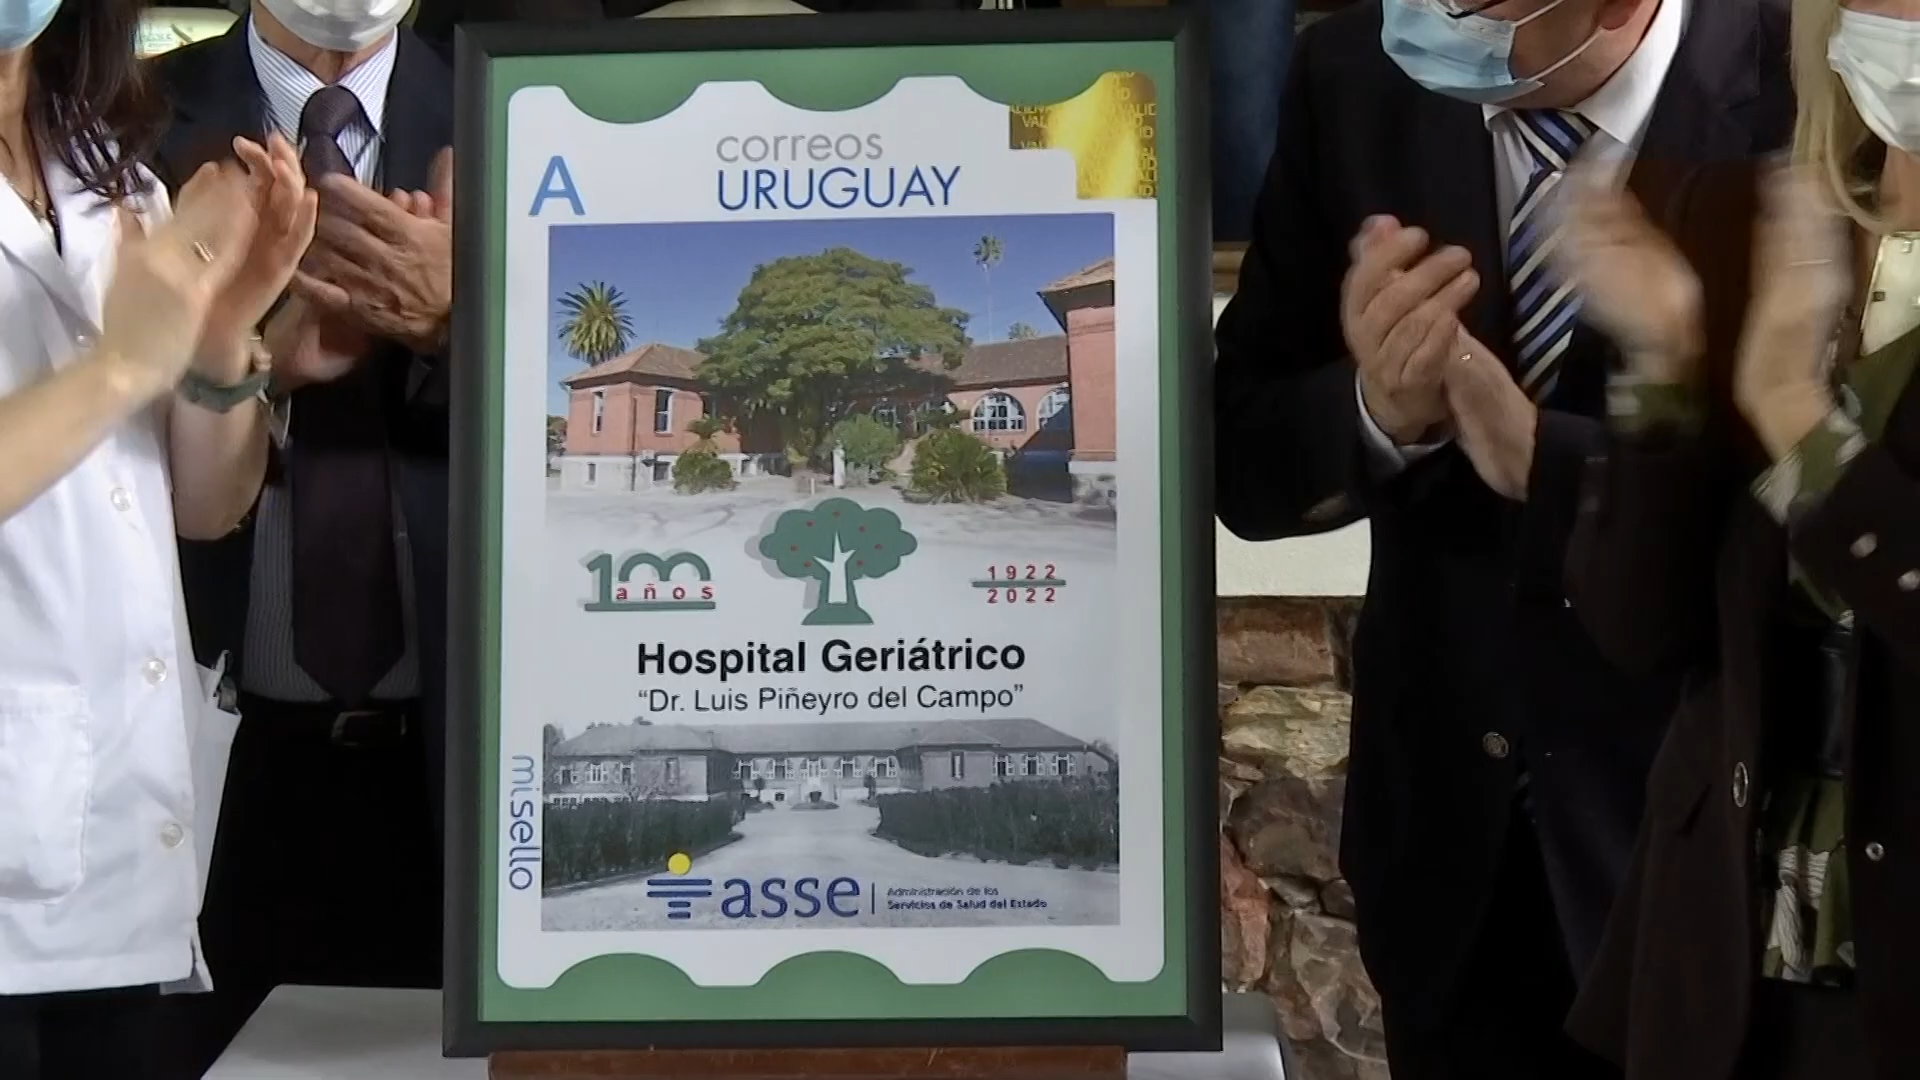 A
correos
URUGUAY
VALID
100
años
1922
2022
Hospital Geriátrico
“Dr. Luis Piñeyro del Campo”
misello
asse
Administración de los
Servicios de Salud del Estado